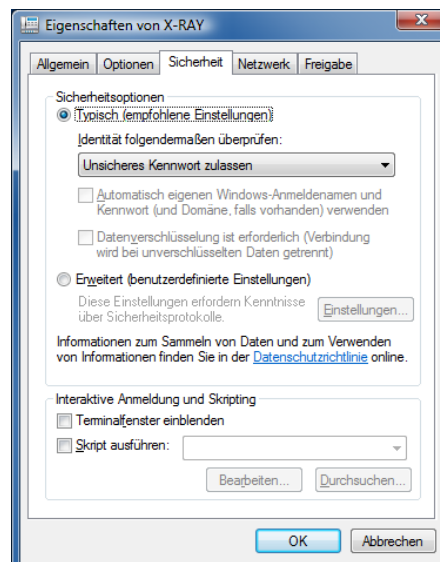 Eigenschaften von X-RAY
Allgemein Optionen Sicherheit Netzwerk Freigabe
Sicherheitsoptionen
Typisch (empfohlene Einstellungen)
Identität folgendermaßen überprüfen:
Unsicheres Kennwort zulassen
Automatisch eigenen Windows-Anmeldenamen und
Kennwort (und Domäne, falls vorhanden) verwenden
Datenverschlüsselung ist erforderlich (Verbindung
wird bei unverschlüsselten Daten getrennt)
Erweitert (benutzerdefinierte Einstellungen)
Diese Einstellungen erfordern Kenntnisse
über Sicherheitsprotokolle.
Einstellungen...
Informationen zum Sammeln von Daten und zum Verwenden
von Informationen finden Sie in der Datenschutzrichtlinie online.
Interaktive Anmeldung und Skripting
Terminalfenster einblenden
Skript ausführen:
Bearbeiten... Durchsuchen...
OK Abbrechen